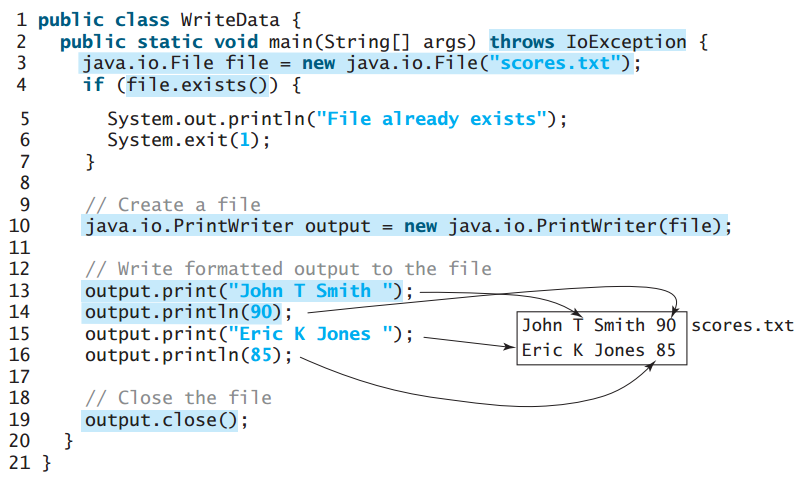 1 public class WriteData {
2 public static void main(String[] args) throws IoException {
3 java.io.File file = new java.io.File("scores.txt");
4 if (file.exists()) {
5 System.out.println("File already exists");
6 System.exit(1);
7 }
8
9 // Create a file
10 java.io.PrintWriter output = new java.io.PrintWriter(file);
11
12 // Write formatted output to the file
13 output.print("John T Smith ");
14 output.println(90);
15 output.print("Eric K Jones ");
16 output.println(85);
17
18 // Close the file
19 output.close();
20 }
21 }
John T Smith 90 scores.txt
Eric K Jones 85